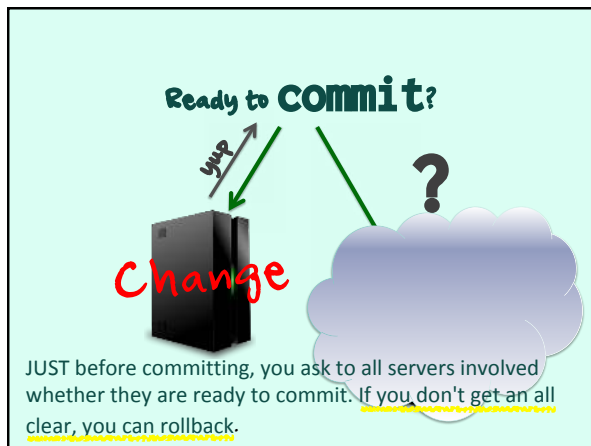 Ready to commit?
yup
?
Change
JUST before committing, you ask to all servers involved
whether they are ready to commit. If you don't get an all
clear, you can rollback.